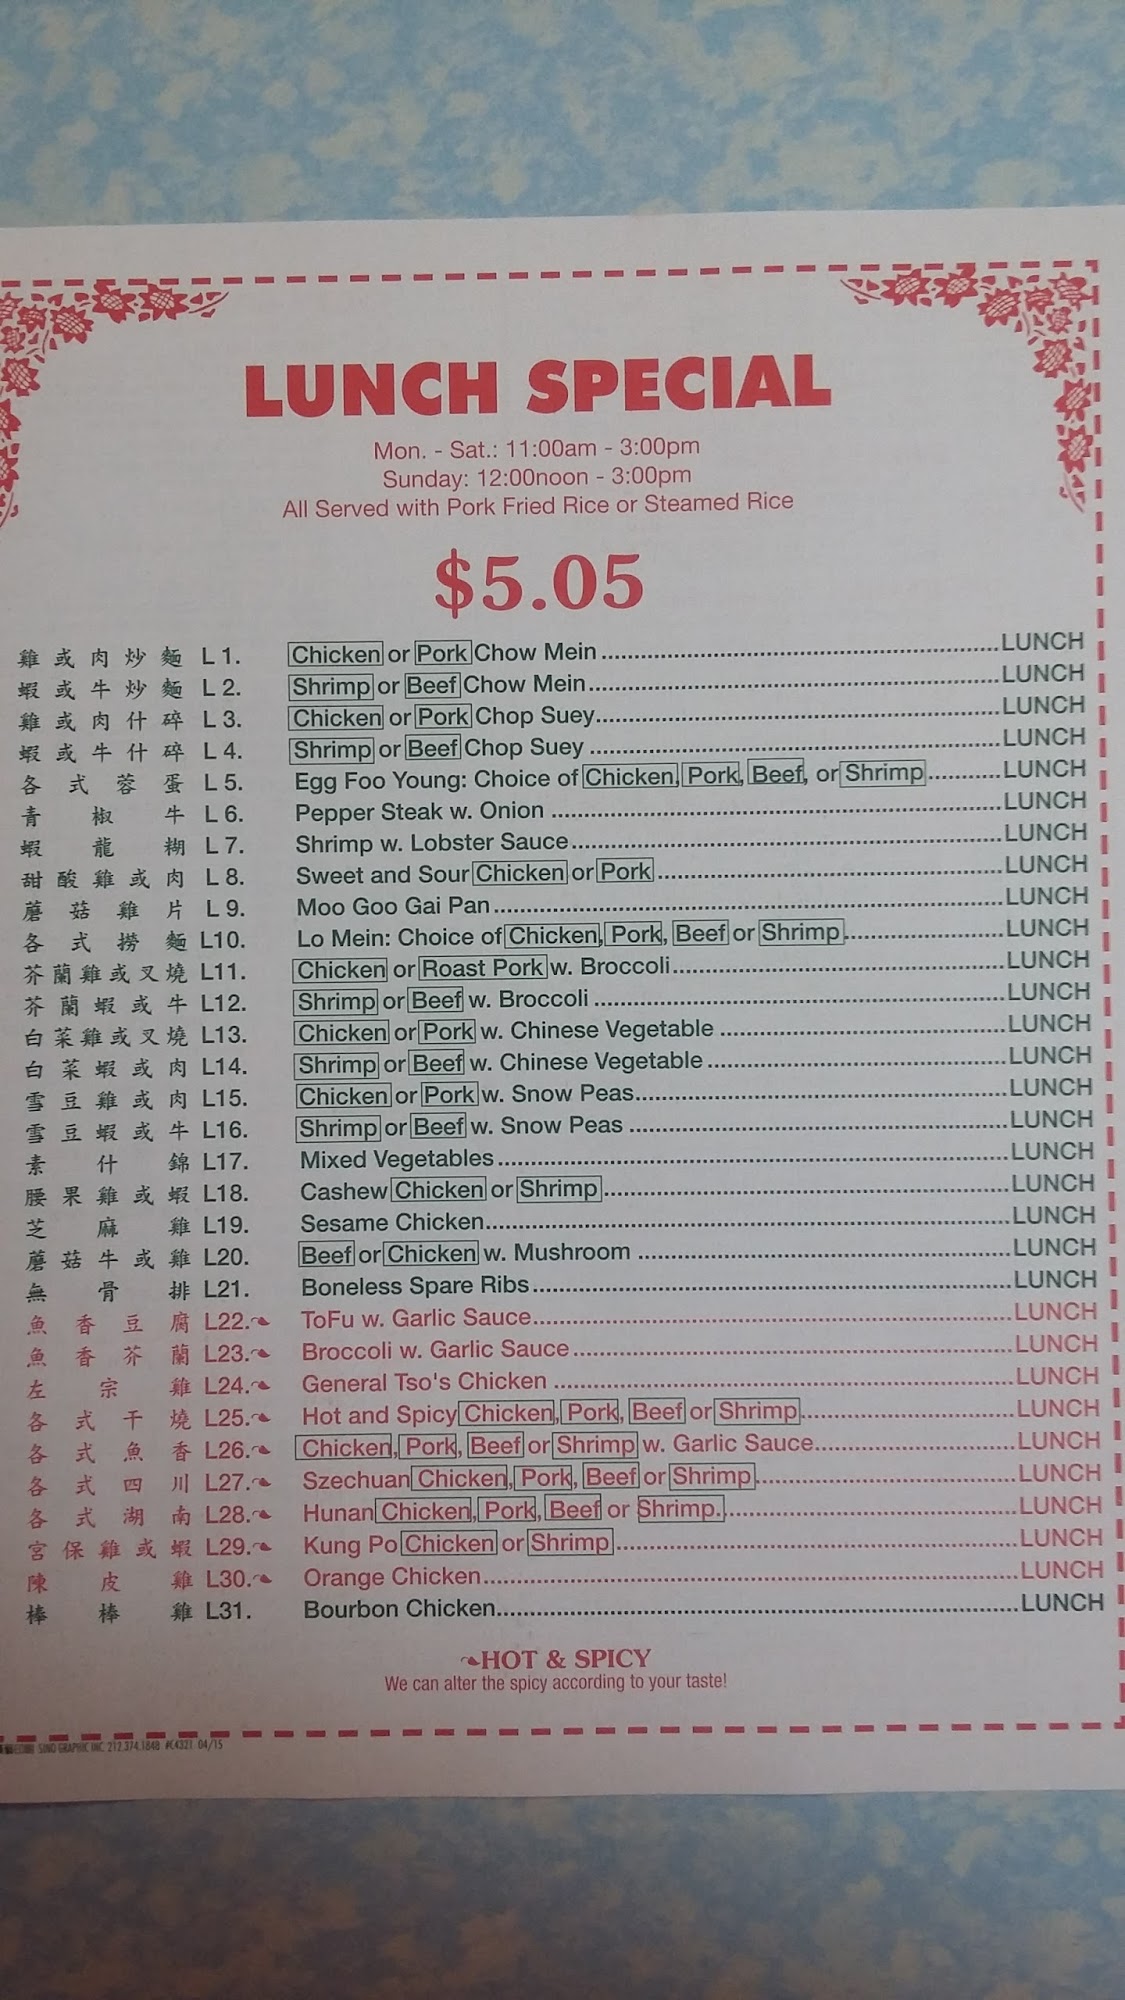 LUNCH SPECIAL
Mon. - Sat.: 11:00am - 3:00pm
Sunday: 12:00noon - 3:00pm
All Served with Pork Fried Rice or Steamed Rice
$5.05
雞或肉炒麵 L 1. Chicken or Pork Chow Mein LUNCH
蝦或牛炒麵 L 2. Shrimp or Beef Chow Mein LUNCH
雞或肉什碎 L 3. Chicken or Pork Chop Suey LUNCH
蝦或牛什碎 L 4. Shrimp or Beef Chop Suey LUNCH
各式蓉蛋 L 5. Egg Foo Young: Choice of Chicken, Pork, Beef, or Shrimp LUNCH
青椒牛 L 6. Pepper Steak w. Onion LUNCH
蝦龍糊 L 7. Shrimp w. Lobster Sauce LUNCH
甜酸雞或肉 L 8. Sweet and Sour Chicken or Pork LUNCH
蘑菇雞片 L 9. Moo Goo Gai Pan LUNCH
各式撈麵 L10. Lo Mein: Choice of Chicken, Pork, Beef or Shrimp LUNCH
芥蘭雞或叉燒 L11. Chicken or Roast Pork w. Broccoli LUNCH
芥蘭蝦或牛 L12. Shrimp or Beef w. Broccoli LUNCH
白菜雞或叉燒 L13. Chicken or Pork w. Chinese Vegetable LUNCH
白菜蝦或肉 L14. Shrimp or Beef w. Chinese Vegetable LUNCH
雪豆雞或肉 L15. Chicken or Pork w. Snow Peas LUNCH
雪豆蝦或牛 L16. Shrimp or Beef w. Snow Peas LUNCH
素什錦 L17. Mixed Vegetables LUNCH
腰果雞或蝦 L18. Cashew Chicken or Shrimp LUNCH
芝麻雞 L19. Sesame Chicken LUNCH
蘑菇牛或雞 L20. Beef or Chicken w. Mushroom LUNCH
無骨排 L21. Boneless Spare Ribs LUNCH
魚香豆腐 L22. ToFu w. Garlic Sauce LUNCH
魚香芥蘭 L23. Broccoli w. Garlic Sauce LUNCH
左宗雞 L24. General Tso's Chicken LUNCH
各式干燒 L25. Hot and Spicy Chicken, Pork, Beef or Shrimp LUNCH
各式魚香 L26. Chicken, Pork, Beef or Shrimp w. Garlic Sauce LUNCH
各式四川 L27. Szechuan Chicken, Pork, Beef or Shrimp LUNCH
各式湖南 L28. Hunan Chicken, Pork, Beef or Shrimp. LUNCH
宮保雞或蝦 L29. Kung Po Chicken or Shrimp LUNCH
陳皮雞 L30. Orange Chicken LUNCH
棒棒雞 L31. Bourbon Chicken LUNCH
HOT & SPICY
We can alter the spicy according to your taste!
SINO GRAPHIC INC. 212.374.1848 #C4321 04/15